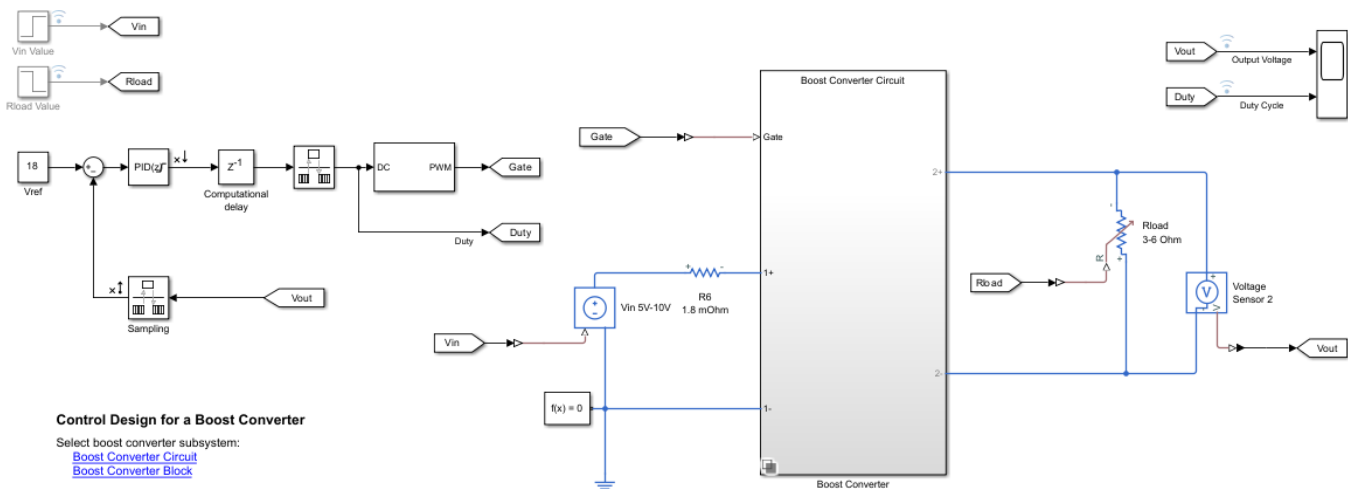 Vin
Vin Value
Rload
Rload Value
18
Vref
+
−
PID(z)
z-1
Computational
delay
DC
PWM
Gate
Duty
Duty
Vout
Sampling
Control Design for a Boost Converter
Select boost converter subsystem:
Boost Converter Circuit
Boost Converter Block
Boost Converter Circuit
Gate
Gate
1+
1-
2+
2-
Boost Converter
+
-
R6
1.8 mOhm
+
−
Vin 5V-10V
Vin
f(x) = 0
-
+
R
Rload
3-6 Ohm
Rload
+
V
-
V
Voltage
Sensor 2
Vout
Vout
Output Voltage
Duty
Duty Cycle